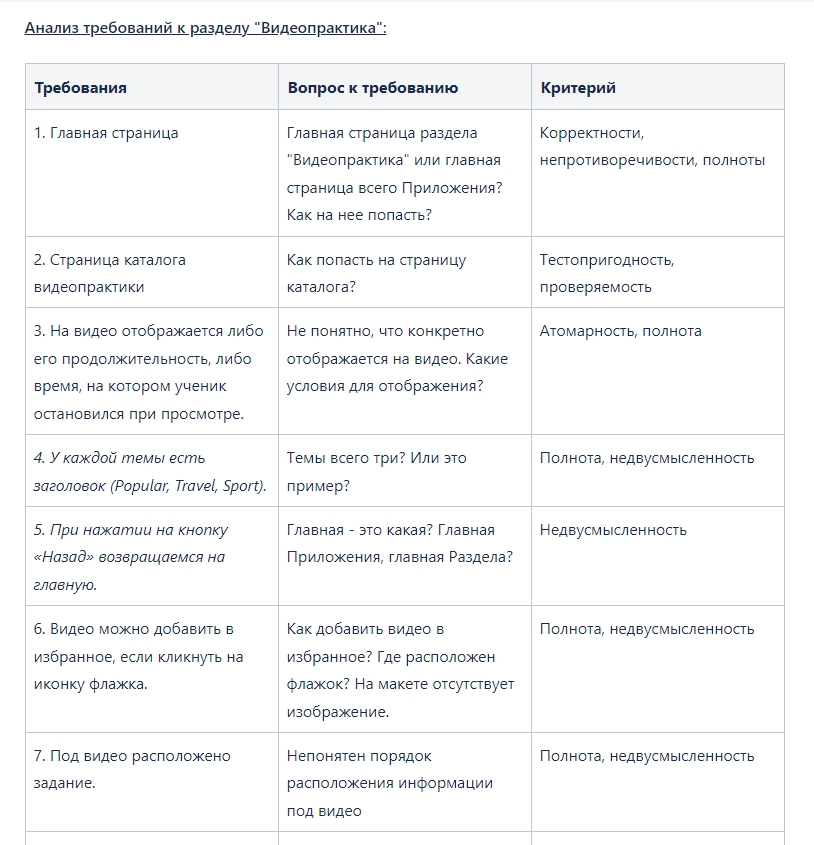 Анализ требований к разделу "Видеопрактика":
Требования
Вопрос к требованию
Критерий
1. Главная страница
Главная страница раздела
"Видеопрактика" или главная
страница всего Приложения?
Как на нее попасть?
Корректности,
непротиворечивости, полноты
2. Страница каталога
видеопрактики
Как попасть на страницу
каталога?
Тестопригодность,
проверяемость
3. На видео отображается либо
его продолжительность, либо
время, на котором ученик
остановился при просмотре.
Не понятно, что конкретно
отображается на видео. Какие
условия для отображения?
Атомарность, полнота
4. У каждой темы есть
заголовок (Popular, Travel, Sport).
Темы всего три? Или это
пример?
Полнота, недвусмысленность
5. При нажатии на кнопку
«Назад» возвращаемся на
главную.
Главная - это какая? Главная
Приложения, главная Раздела?
Недвусмысленность
6. Видео можно добавить в
избранное, если кликнуть на
иконку флажка.
Как добавить видео в
избранное? Где расположен
флажок? На макете отсутствует
изображение.
Полнота, недвусмысленность
7. Под видео расположено
задание.
Непонятен порядок
расположения информации
под видео
Полнота, недвусмысленность